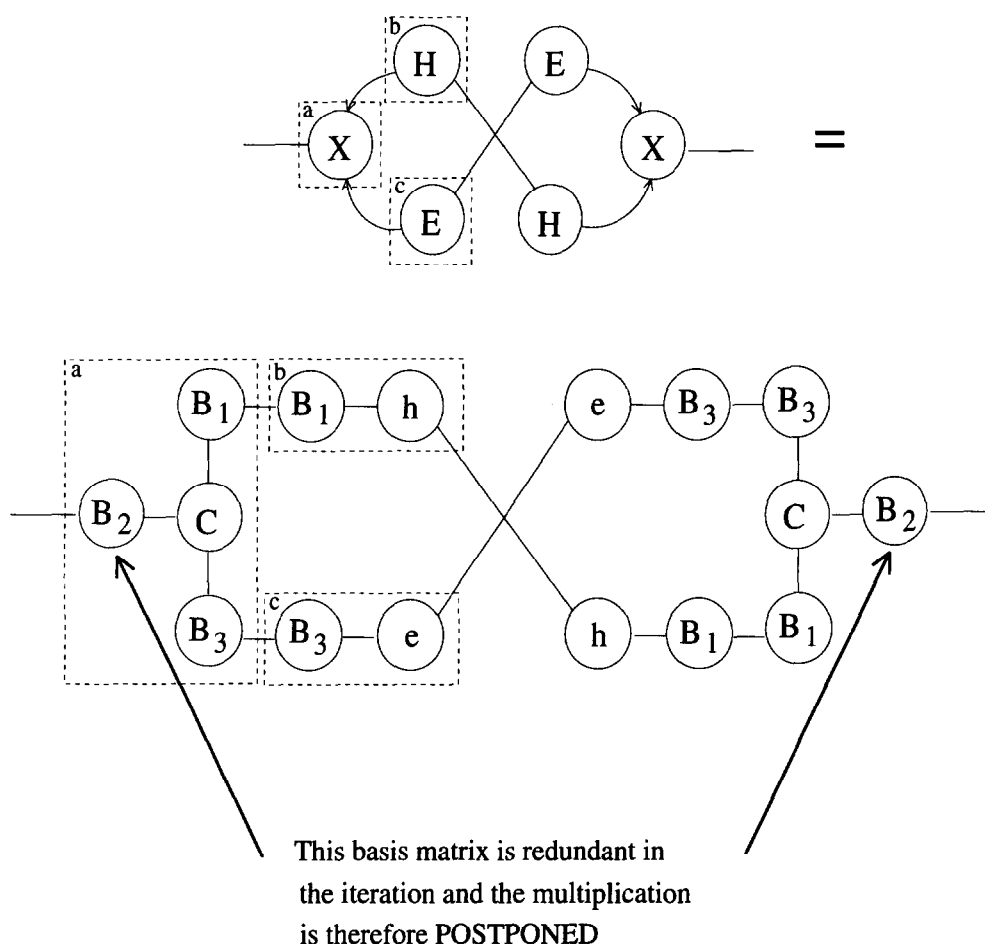 b H E
a X X =
c E H
a B1 b B1 h e B3 B3
B2 C C B2
B3 c B3 e h B1 B1
This basis matrix is redundant in
the iteration and the multiplication
is therefore POSTPONED